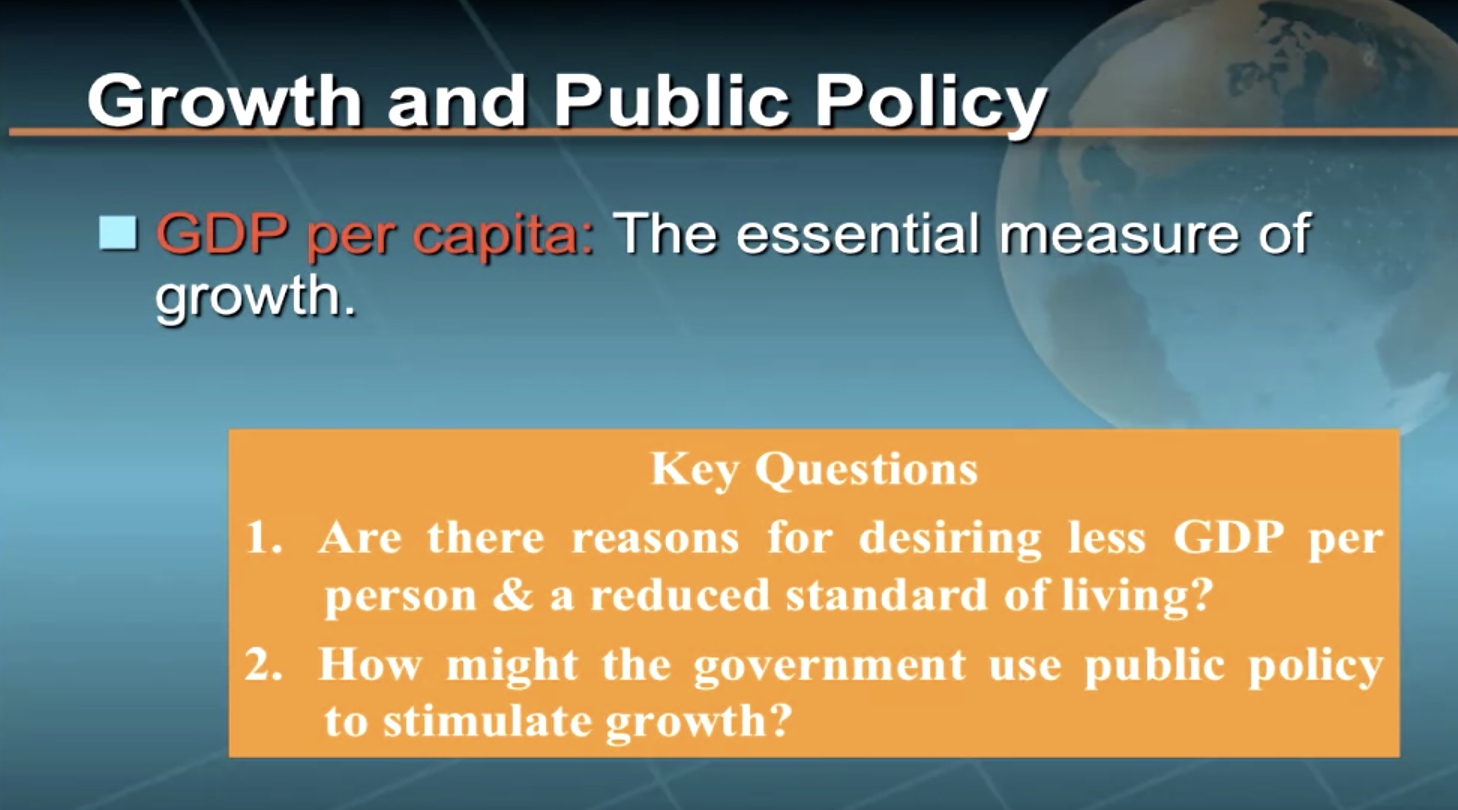 Growth and Public Policy
GDP per capita: The essential measure of
growth.
Key Questions
1. Are there reasons for desiring less GDP per
person & a reduced standard of living?
2. How might the government use public policy
to stimulate growth?